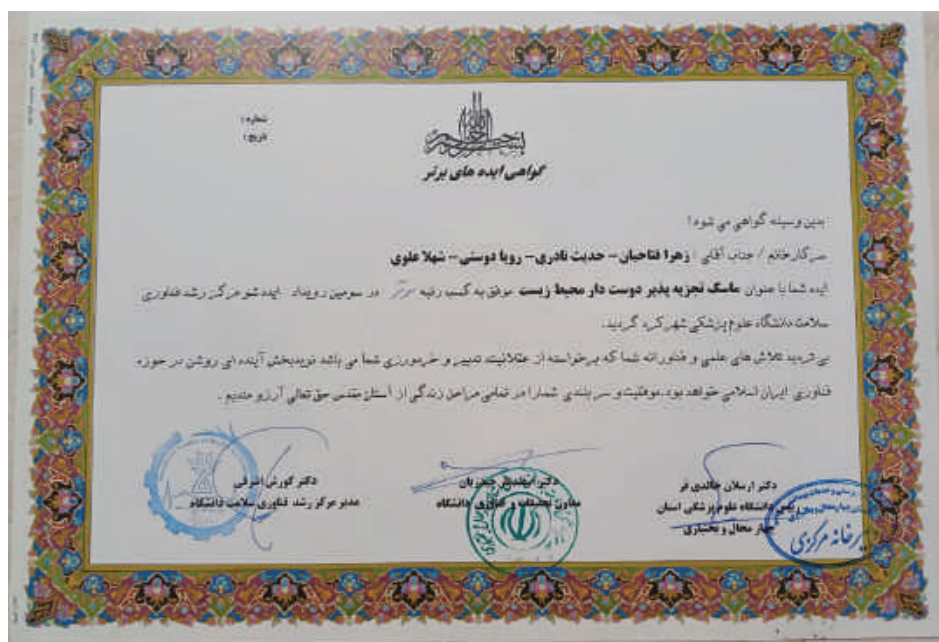 شماره :
تاریخ :
گواهی ایده های برتر
بدین وسیله گواهی می شود :
سرکار خانم / جناب آقای : زهرا فتاحیان – حدیث نادری – رویا دوستی – شهلا علوی
ایده شما با عنوان ماسک تجزیه پذیر دوست دار محیط زیست موفق به کسب رتبه برتر در سومین رویداد ایده شو مرکز رشد فناوری
سلامت دانشگاه علوم پزشکی شهرکرد گردید.
بی تردید تلاش های علمی و فناورانه شما که برخواسته از عقلانیت، تدبیر و خردورزی شما می باشد نویدبخش آینده ای روشن در حوزه
فناوری ایران اسلامی خواهد بود. موفقیت و سربلندی شما را در تمامی مراحل زندگی از آستان مقدس حق تعالی آرزو مندیم .
دکتر ارسلان خالدی فر
رئیس دانشگاه علوم پزشکی استان
چهار محال و بختیاری
دکتر حیدریان
معاون تحقیقات و فناوری دانشگاه
دکتر کورش اشرفی
مدیر مرکز رشد فناوری سلامت دانشگاه
دبیرخانه مرکزی